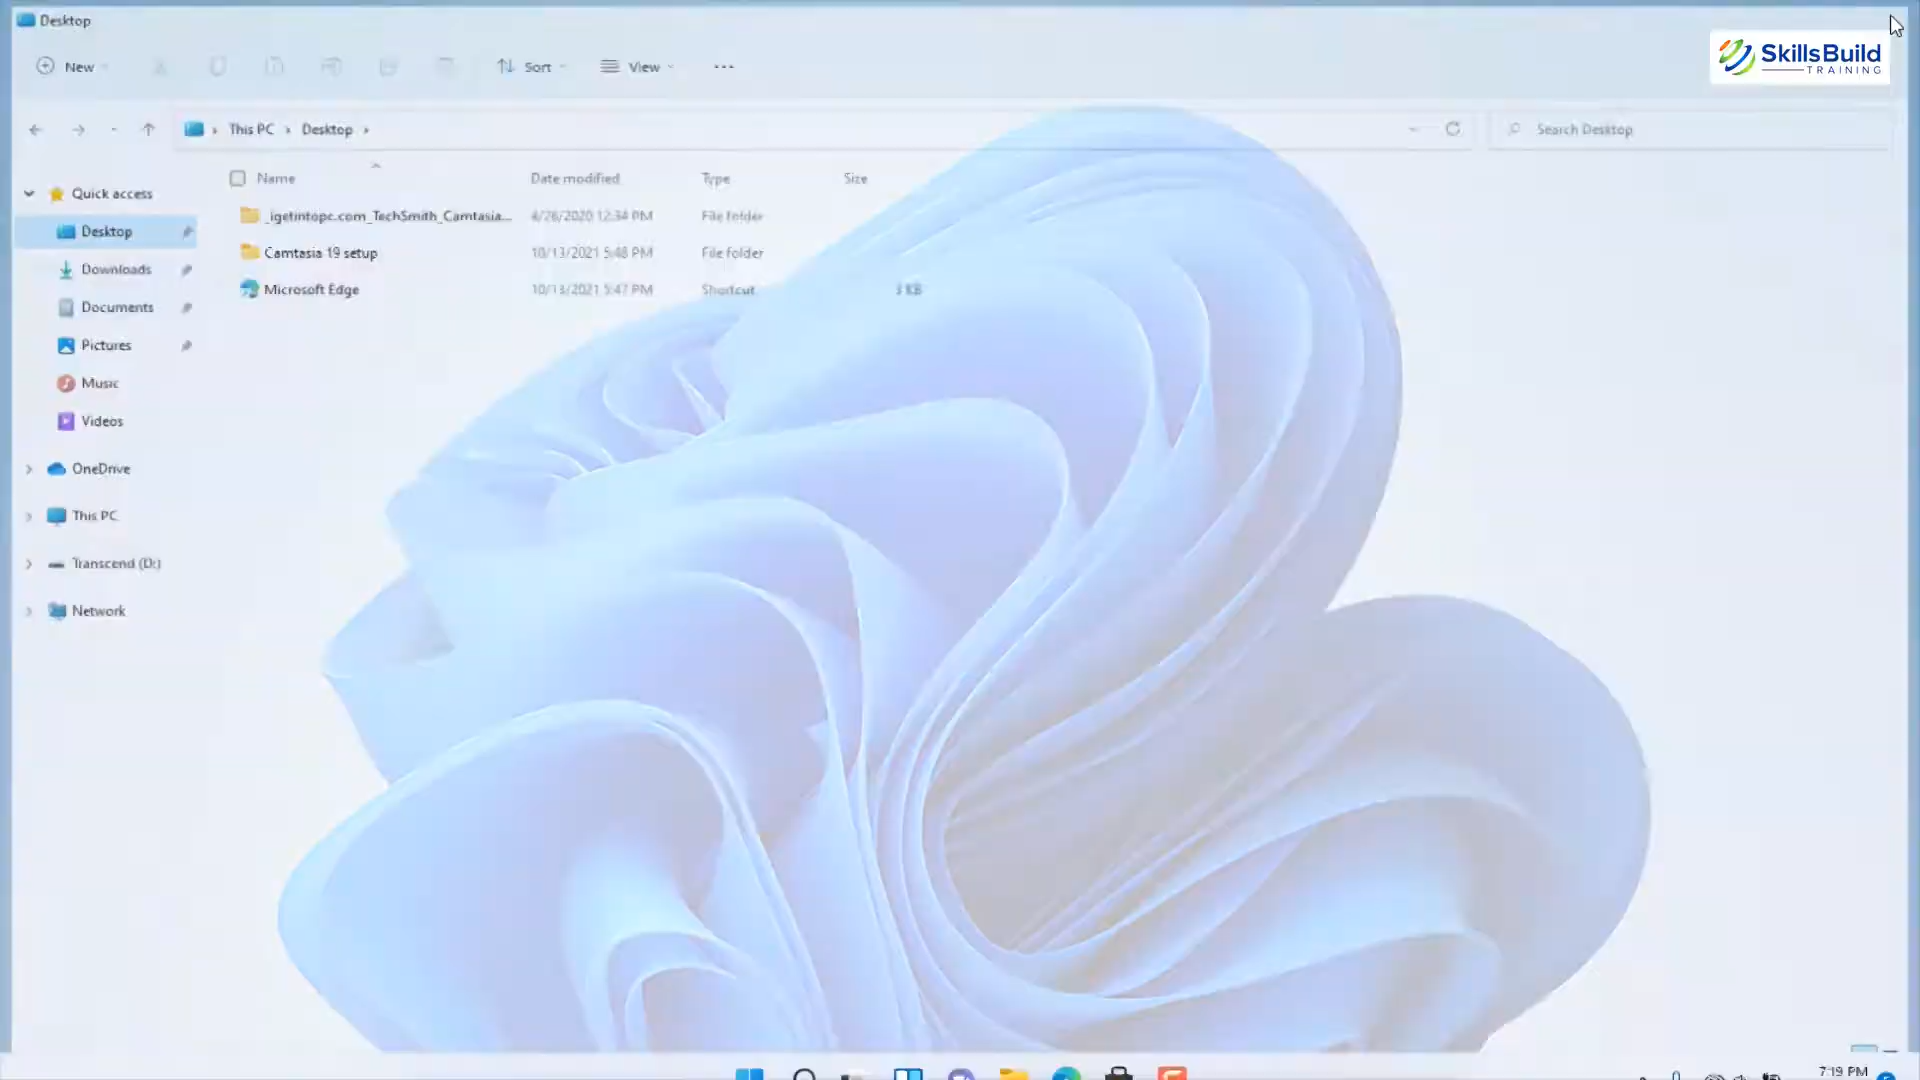 Desktop
New
Sort
View
SkillsBuild
TRAINING
This PC
Desktop
Search Desktop
Name
Date modified
Type
Size
Quick access
_igetintopc.com_TechSmith_Camtasia...
4/28/2020 12:34 PM
File folder
Desktop
Camtasia 19 setup
10/13/2021 5:48 PM
File folder
Downloads
Microsoft Edge
10/13/2021 5:47 PM
Shortcut
3 KB
Documents
Pictures
Music
Videos
OneDrive
This PC
Transcend (D:)
Network
7:19 PM